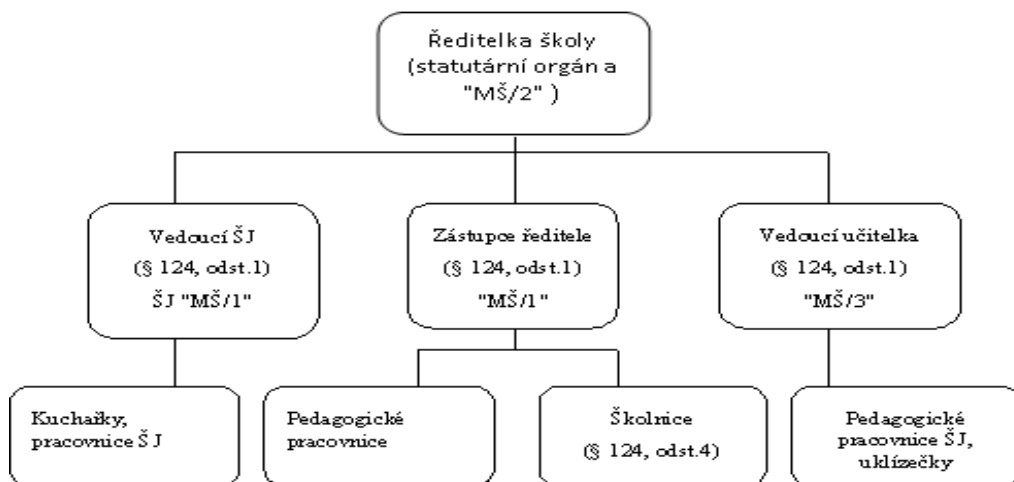 Ředitelka školy
(statutární orgán a
"MŠ/2" )
Vedoucí ŠJ
(§ 124, odst.1)
ŠJ "MŠ/1"
Zástupce ředitele
(§ 124, odst.1)
"MŠ/1"
Vedoucí učitelka
(§ 124, odst.1)
"MŠ/3"
Kuchařky,
pracovnice ŠJ
Pedagogické
pracovnice
Školnice
(§ 124, odst.4)
Pedagogické
pracovnice ŠJ,
uklízečky